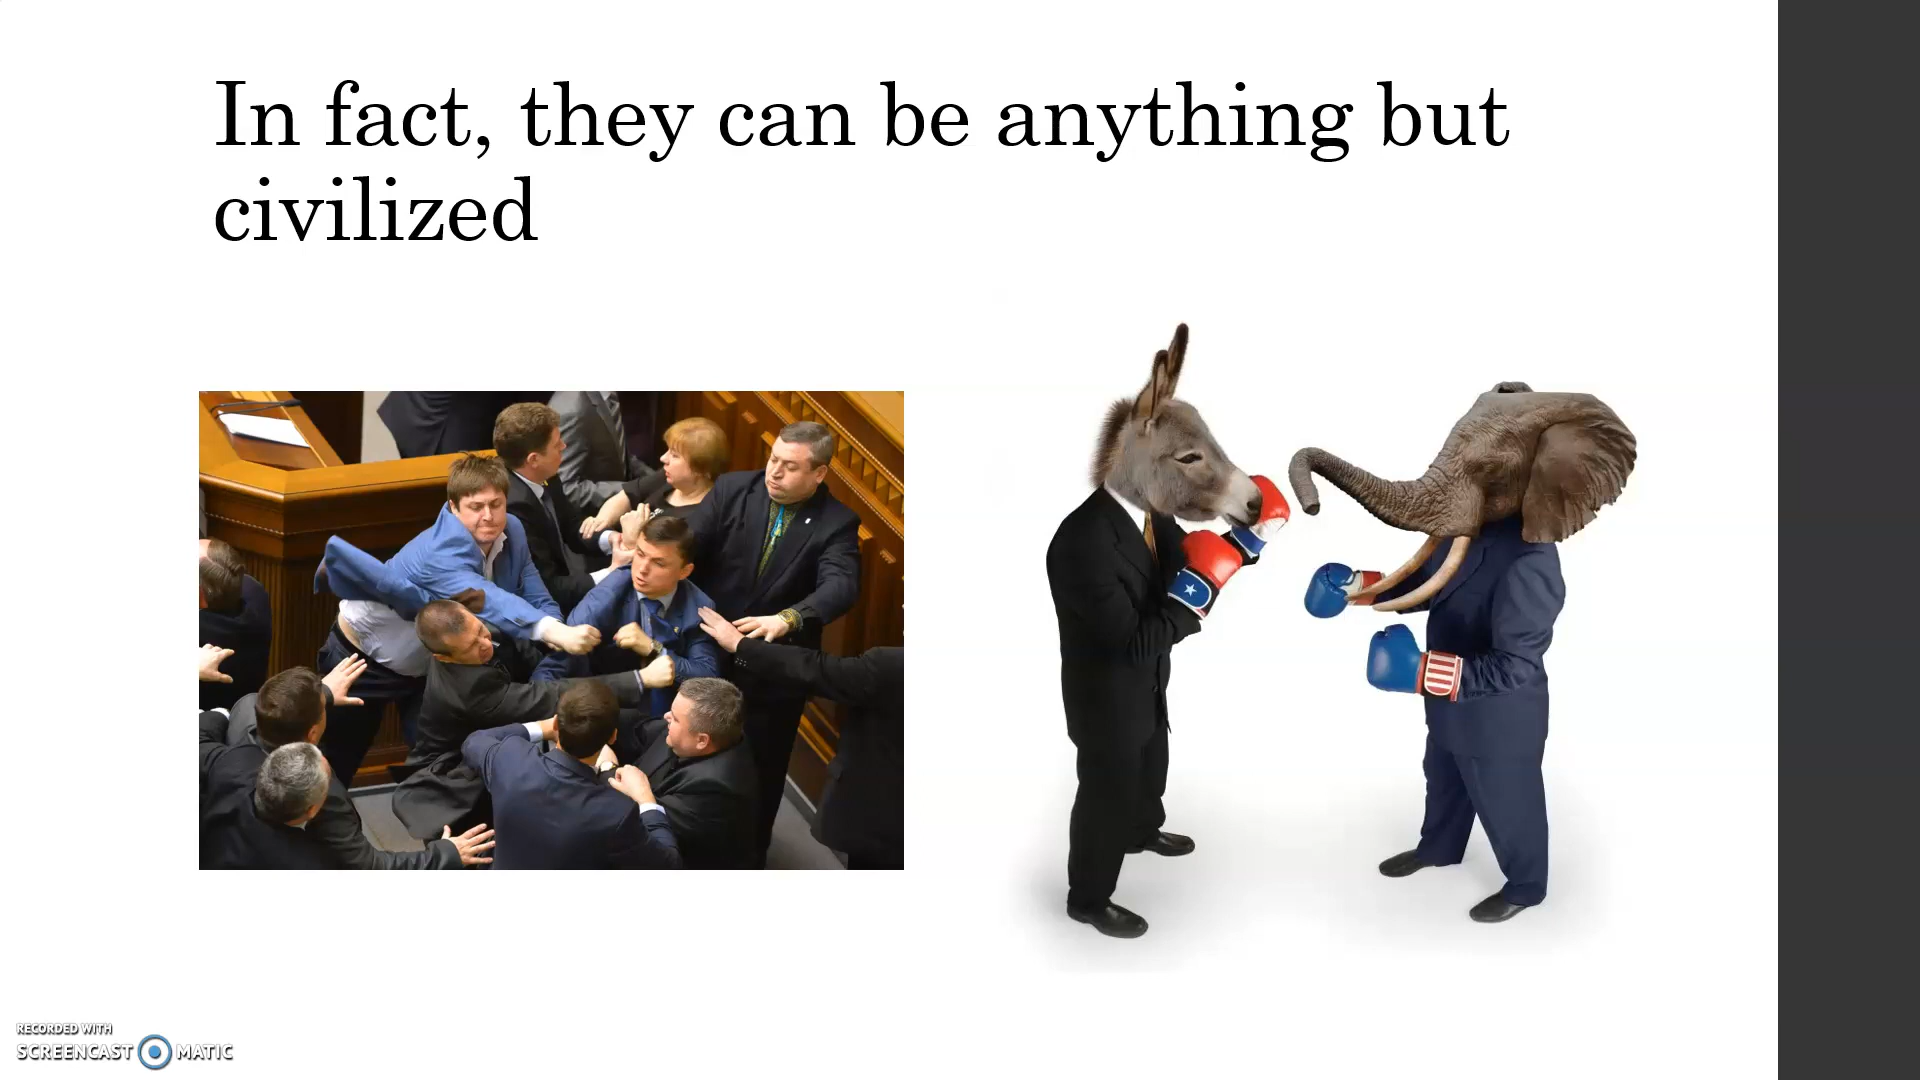 In fact, they can be anything but
civilized
RECORDED WITH
SCREENCAST MATIC